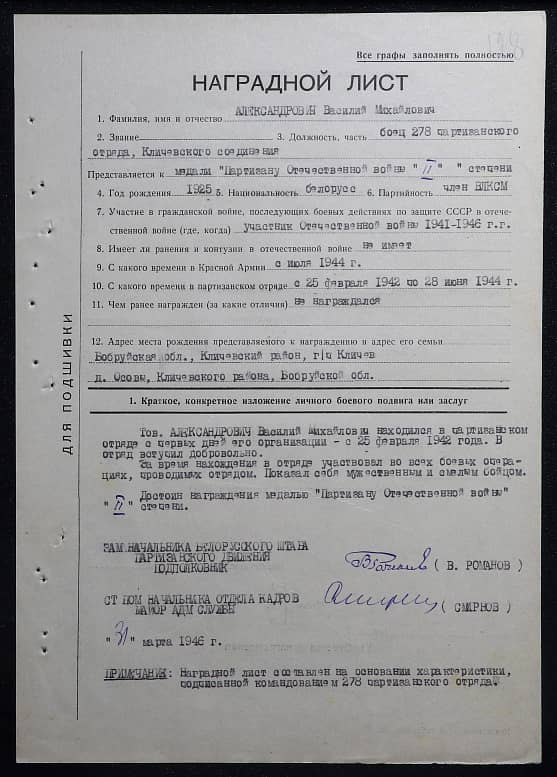 Все графы заполнять полностью
НАГРАДНОЙ ЛИСТ
1. Фамилия, имя и отчество АЛЕКСАНДРОВИЧ Василий Михайлович
2. Звание 3. Должность, часть боец 278 партизанского
отряда, Кличевского соединения
Представляется к медали "Партизану Отечественной войны "II" степени
4. Год рождения 1925 5. Национальность белорусс 6. Партийность член ВЛКСМ
7. Участие в гражданской войне, последующих боевых действиях по защите СССР в отече-
ственной войне (где, когда) участник Отечественной войны 1941-1946 г.г.
8. Имеет ли ранения и контузии в отечественной войне не имеет
9. С какого времени в Красной Армии с июля 1944 г.
10. С какого времени в партизанском отряде с 25 февраля 1942 по 28 июня 1944 г.
11. Чем ранее награжден (за какие отличия) не награждался
12. Адрес места рождения представляемого к награждению и адрес его семьи
Бобруйская обл., Кличевский район, г/п Кличев
д. Осовы, Кличевского района, Бобруйской обл.
ДЛЯ ПОДШИВКИ
1. Краткое, конкретное изложение личного боевого подвига или заслуг
Тов. АЛЕКСАНДРОВИЧ Василий Михайлович находился в партизанском
отряде с первых дней его организации - с 25 февраля 1942 года. В
отряд вступил добровольно.
За время нахождения в отряде участвовал во всех боевых опера-
циях, проводимых отрядом. Показал себя мужественным и смелым бойцом.
Достоин награждения медалью "Партизану Отечественной войны"
"II" степени.
ЗАМ НАЧАЛЬНИКА БЕЛОРУССКОГО ШТАБА
ПАРТИЗАНСКОГО ДВИЖЕНИЯ
ПОДПОЛКОВНИК (В. РОМАНОВ)
СТ ПОМ НАЧАЛЬНИКА ОТДЕЛА КАДРОВ
МАЙОР АДМ СЛУЖБЫ (СМИРНОВ)
"31" марта 1946 г.
ПРИМЕЧАНИЕ: Наградной лист составлен на основании характеристики,
подписанной командованием 278 партизанского отряда.